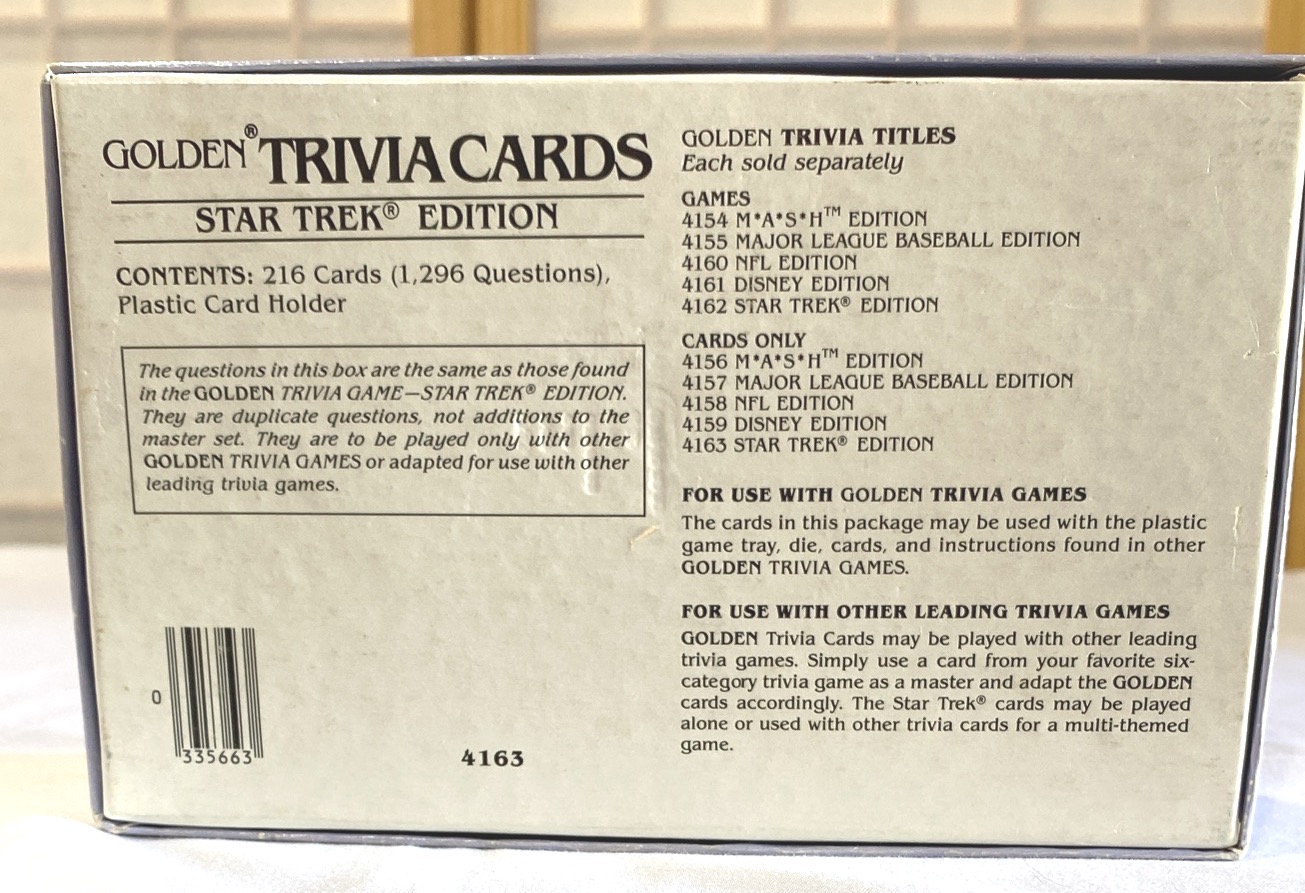 GOLDEN® TRIVIA CARDS
STAR TREK® EDITION
CONTENTS: 216 Cards (1,296 Questions),
Plastic Card Holder
The questions in this box are the same as those found
in the GOLDEN TRIVIA GAME—STAR TREK® EDITION.
They are duplicate questions, not additions to the
master set. They are to be played only with other
GOLDEN TRIVIA GAMES or adapted for use with other
leading trivia games.
0
335663
4163
GOLDEN TRIVIA TITLES
Each sold separately
GAMES
4154 M*A*S*H™ EDITION
4155 MAJOR LEAGUE BASEBALL EDITION
4160 NFL EDITION
4161 DISNEY EDITION
4162 STAR TREK® EDITION
CARDS ONLY
4156 M*A*S*H™ EDITION
4157 MAJOR LEAGUE BASEBALL EDITION
4158 NFL EDITION
4159 DISNEY EDITION
4163 STAR TREK® EDITION
FOR USE WITH GOLDEN TRIVIA GAMES
The cards in this package may be used with the plastic
game tray, die, cards, and instructions found in other
GOLDEN TRIVIA GAMES.
FOR USE WITH OTHER LEADING TRIVIA GAMES
GOLDEN Trivia Cards may be played with other leading
trivia games. Simply use a card from your favorite six-
category trivia game as a master and adapt the GOLDEN
cards accordingly. The Star Trek® cards may be played
alone or used with other trivia cards for a multi-themed
game.